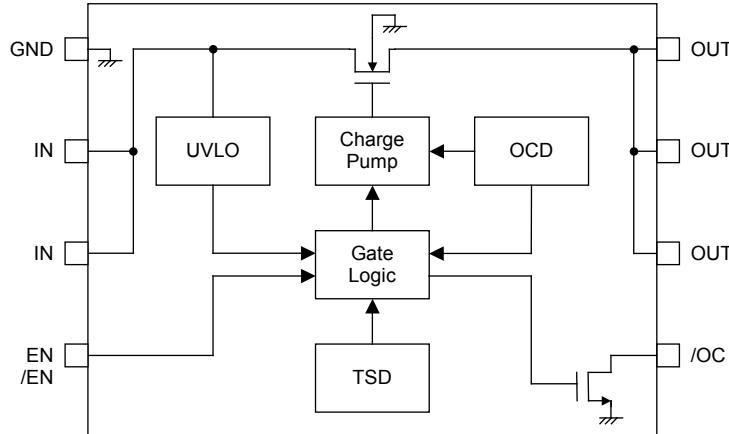 GND
OUT
IN
UVLO
Charge
Pump
OCD
OUT
IN
Gate
Logic
OUT
EN
/EN
TSD
/OC